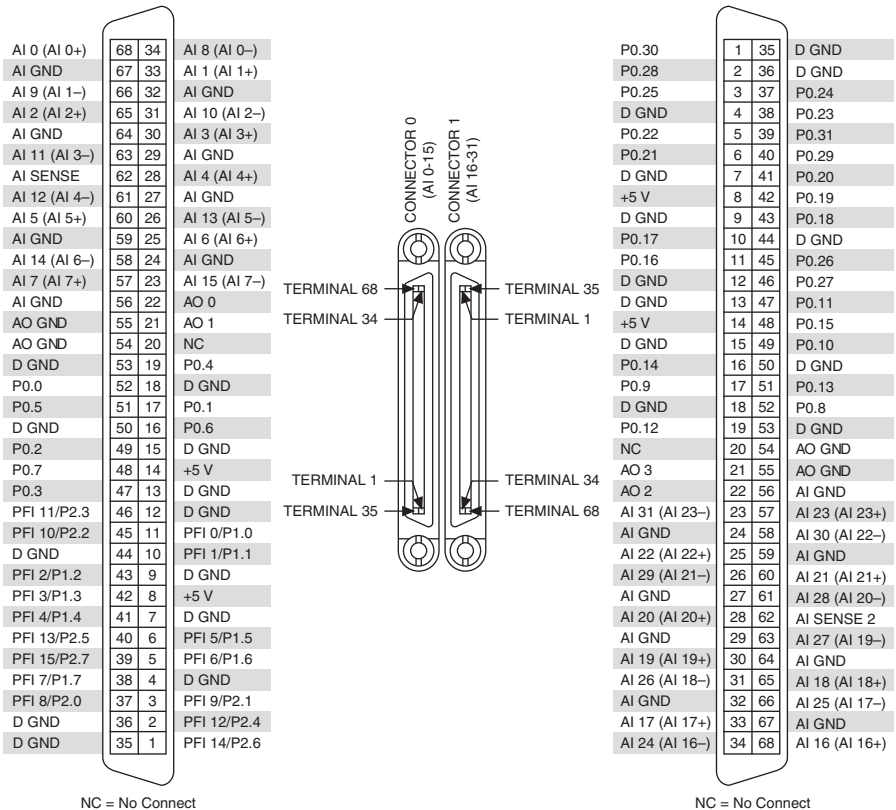 AI 0 (AI 0+) 68 34 AI 8 (AI 0–)
AI GND 67 33 AI 1 (AI 1+)
AI 9 (AI 1–) 66 32 AI GND
AI 2 (AI 2+) 65 31 AI 10 (AI 2–)
AI GND 64 30 AI 3 (AI 3+)
AI 11 (AI 3–) 63 29 AI GND
AI SENSE 62 28 AI 4 (AI 4+)
AI 12 (AI 4–) 61 27 AI GND
AI 5 (AI 5+) 60 26 AI 13 (AI 5–)
AI GND 59 25 AI 6 (AI 6+)
AI 14 (AI 6–) 58 24 AI GND
AI 7 (AI 7+) 57 23 AI 15 (AI 7–)
AI GND 56 22 AO 0
AO GND 55 21 AO 1
AO GND 54 20 NC
D GND 53 19 P0.4
P0.0 52 18 D GND
P0.5 51 17 P0.1
D GND 50 16 P0.6
P0.2 49 15 D GND
P0.7 48 14 +5 V
P0.3 47 13 D GND
PFI 11/P2.3 46 12 D GND
PFI 10/P2.2 45 11 PFI 0/P1.0
D GND 44 10 PFI 1/P1.1
PFI 2/P1.2 43 9 D GND
PFI 3/P1.3 42 8 +5 V
PFI 4/P1.4 41 7 D GND
PFI 13/P2.5 40 6 PFI 5/P1.5
PFI 15/P2.7 39 5 PFI 6/P1.6
PFI 7/P1.7 38 4 D GND
PFI 8/P2.0 37 3 PFI 9/P2.1
D GND 36 2 PFI 12/P2.4
D GND 35 1 PFI 14/P2.6
NC = No Connect
CONNECTOR 0
(AI 0-15)
CONNECTOR 1
(AI 16-31)
TERMINAL 68
TERMINAL 34
TERMINAL 35
TERMINAL 1
TERMINAL 1
TERMINAL 35
TERMINAL 34
TERMINAL 68
P0.30 1 35 D GND
P0.28 2 36 D GND
P0.25 3 37 P0.24
D GND 4 38 P0.23
P0.22 5 39 P0.31
P0.21 6 40 P0.29
D GND 7 41 P0.20
+5 V 8 42 P0.19
D GND 9 43 P0.18
P0.17 10 44 D GND
P0.16 11 45 P0.26
D GND 12 46 P0.27
D GND 13 47 P0.11
+5 V 14 48 P0.15
D GND 15 49 P0.10
P0.14 16 50 D GND
P0.9 17 51 P0.13
D GND 18 52 P0.8
P0.12 19 53 D GND
NC 20 54 AO GND
AO 3 21 55 AO GND
AO 2 22 56 AI GND
AI 31 (AI 23–) 23 57 AI 23 (AI 23+)
AI GND 24 58 AI 30 (AI 22–)
AI 22 (AI 22+) 25 59 AI GND
AI 29 (AI 21–) 26 60 AI 21 (AI 21+)
AI GND 27 61 AI 28 (AI 20–)
AI 20 (AI 20+) 28 62 AI SENSE 2
AI GND 29 63 AI 27 (AI 19–)
AI 19 (AI 19+) 30 64 AI GND
AI 26 (AI 18–) 31 65 AI 18 (AI 18+)
AI GND 32 66 AI 25 (AI 17–)
AI 17 (AI 17+) 33 67 AI GND
AI 24 (AI 16–) 34 68 AI 16 (AI 16+)
NC = No Connect